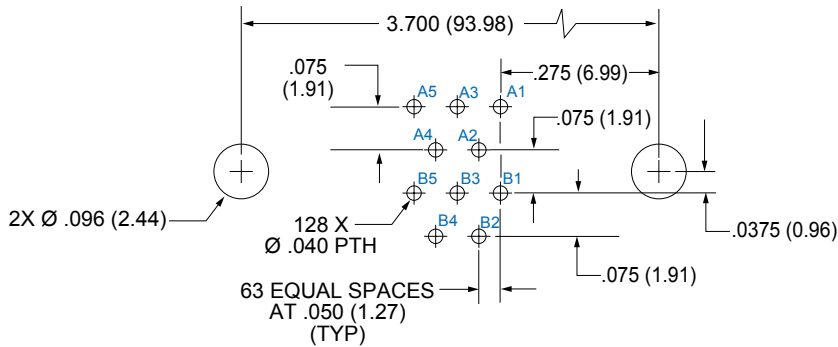 3.700 (93.98)
.075
(1.91)
.275 (6.99)
A5 A3 A1
.075 (1.91)
A4 A2
B5 B3 B1
2X Ø .096 (2.44)
128 X
Ø .040 PTH
B4 B2
.0375 (0.96)
.075 (1.91)
63 EQUAL SPACES
AT .050 (1.27)
(TYP)